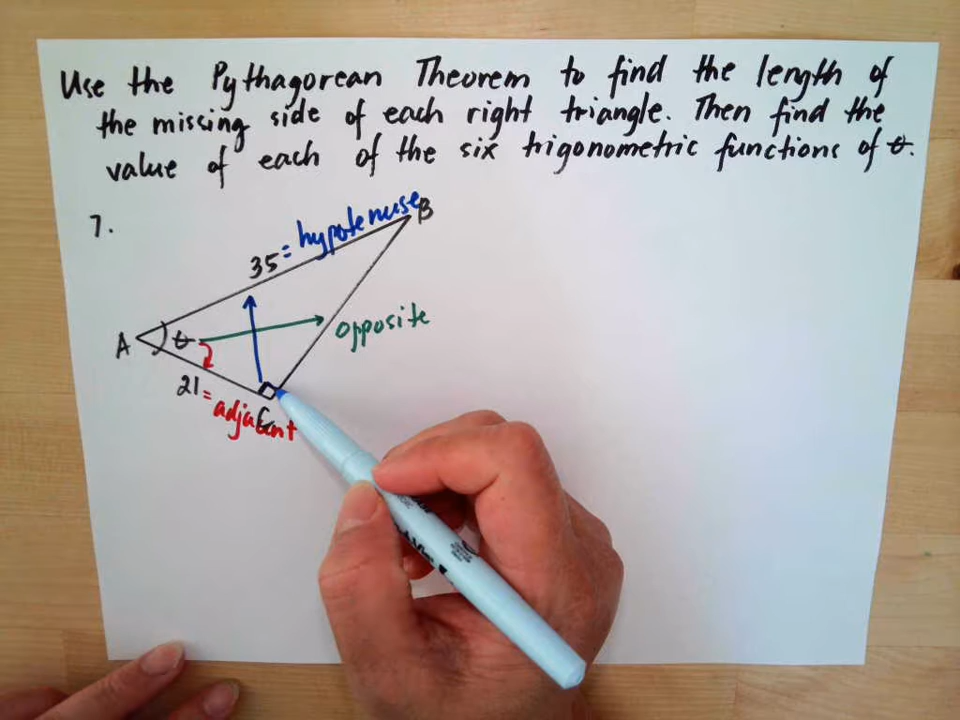 Use the Pythagorean Theorem to find the length of
the missing side of each right triangle. Then find the
value of each of the six trigonometric functions of θ.
7.
B
35 = hypotenuse
opposite
A
θ
21 = adjacent
C